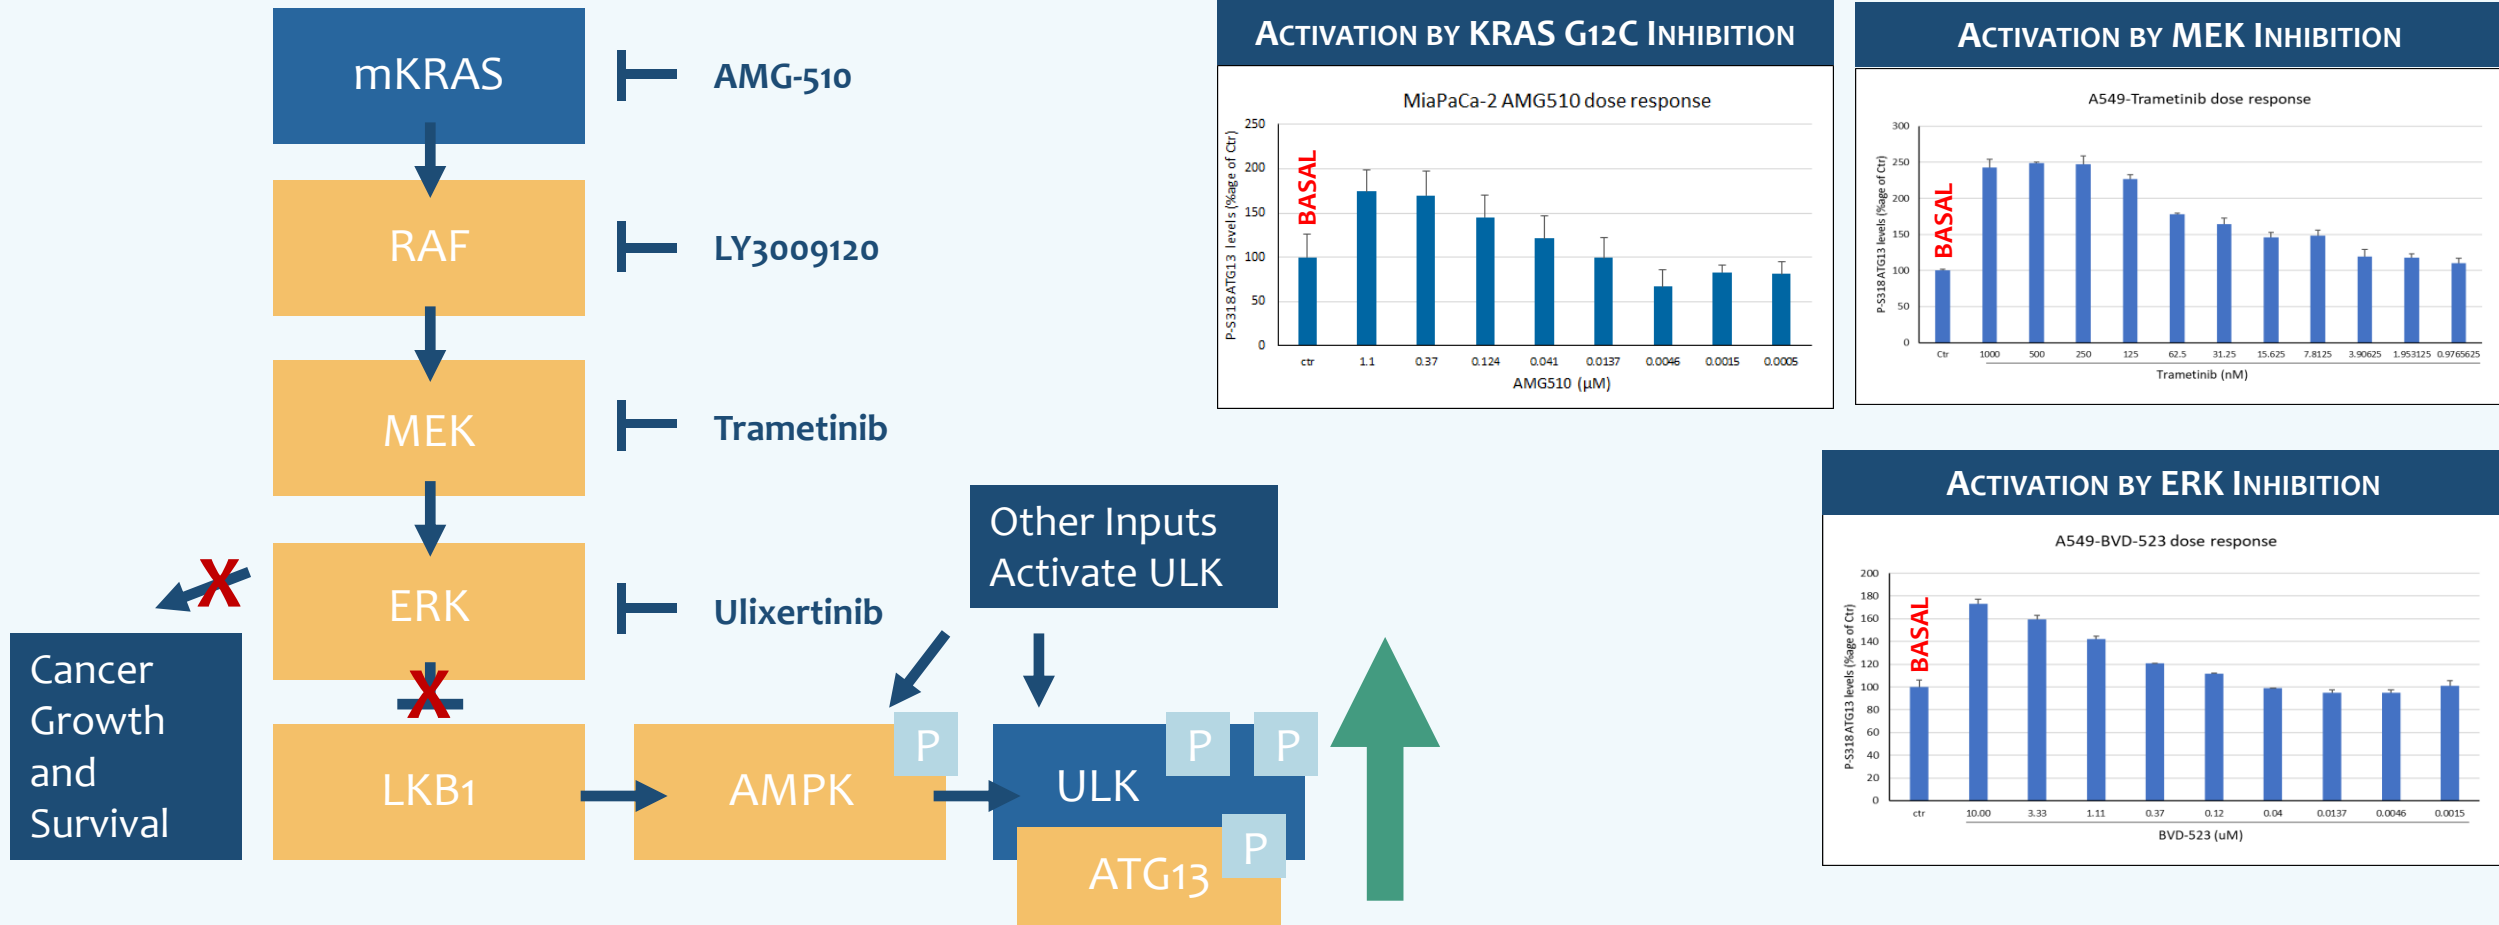 mKRAS
AMG-510
RAF
LY3009120
MEK
Trametinib
ERK
Ulixertinib
X
X
Cancer
Growth
and
Survival
Other Inputs
Activate ULK
LKB1
AMPK
P
ULK
P
P
ATG13
P
ACTIVATION BY KRAS G12C INHIBITION
MiaPaCa-2 AMG510 dose response
P-S318 ATG13 levels (%age of Ctr)
250
200
150
100
50
0
BASAL
ctr 1.1 0.37 0.124 0.041 0.0137 0.0046 0.0015 0.0005
AMG510 (µM)
ACTIVATION BY MEK INHIBITION
A549-Trametinib dose response
P-S318 ATG13 levels (%age of Ctr)
300
250
200
150
100
50
0
BASAL
Ctr 1000 500 250 125 62.5 31.25 15.625 7.8125 3.90625 1.953125 0.9765625
Trametinib (nM)
ACTIVATION BY ERK INHIBITION
A549-BVD-523 dose response
P-S318 ATG13 levels (%age of Ctr)
200
180
160
140
120
100
80
60
40
20
0
BASAL
ctr 10.00 3.33 1.11 0.37 0.12 0.04 0.0137 0.0046 0.0015
BVD-523 (uM)